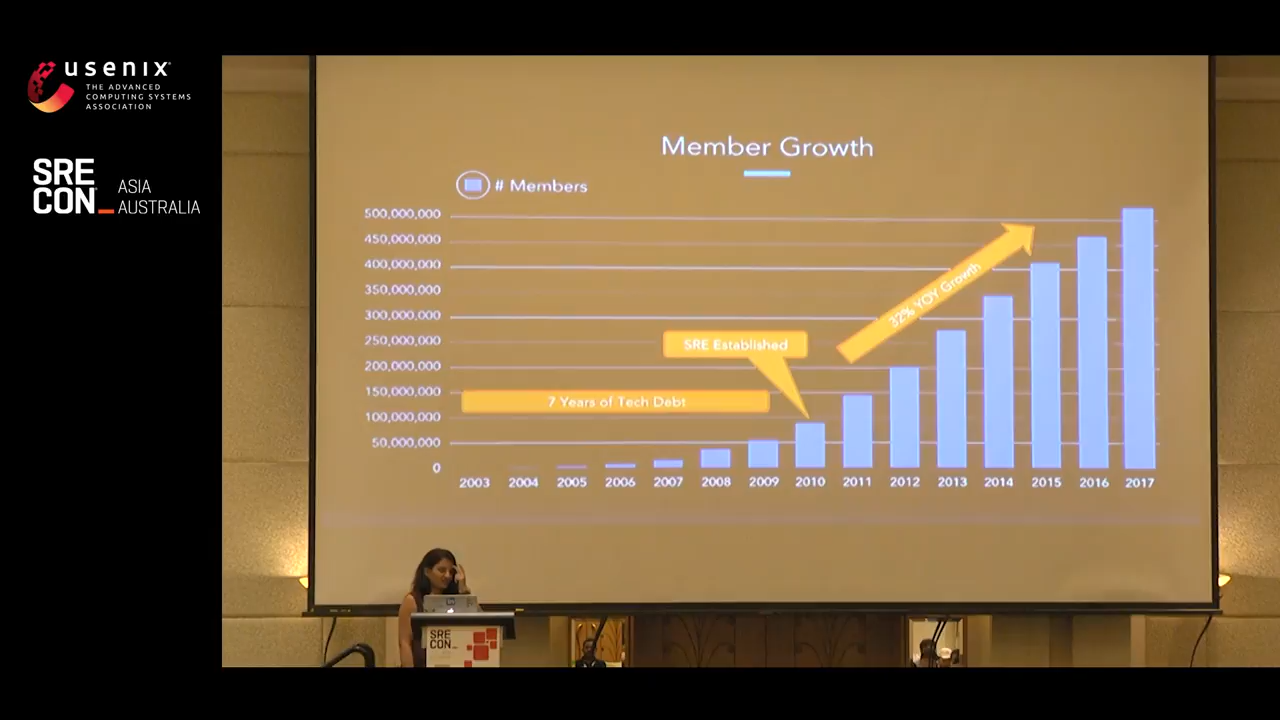 usenix
THE ADVANCED
COMPUTING SYSTEMS
ASSOCIATION
SRE
CON
ASIA
AUSTRALIA
Member Growth
# Members
500,000,000
450,000,000
400,000,000
350,000,000
300,000,000
250,000,000
200,000,000
150,000,000
100,000,000
50,000,000
0
32% YOY Growth
SRE Established
7 Years of Tech Debt
2003 2004 2005 2006 2007 2008 2009 2010 2011 2012 2013 2014 2015 2016 2017
SRE
CON